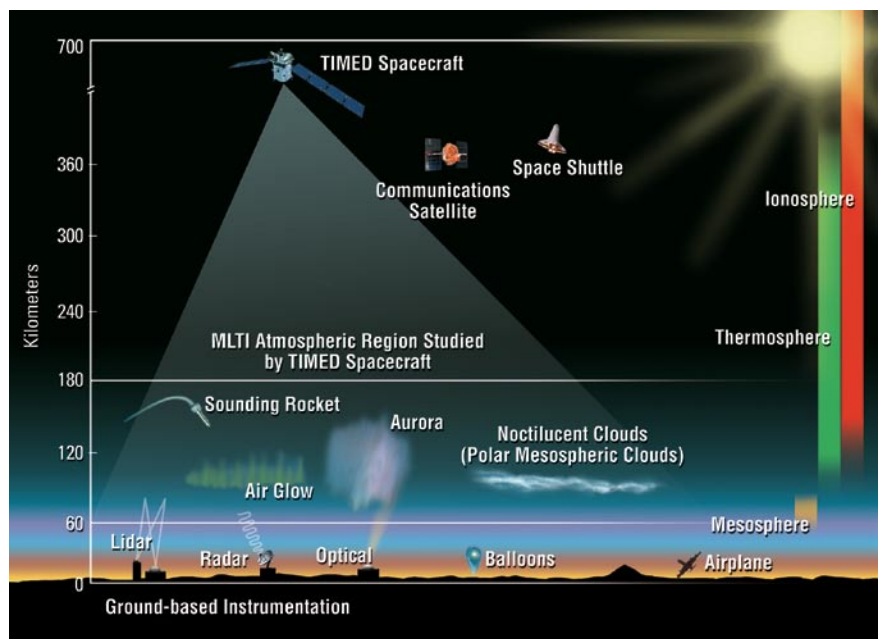 700
TIMED Spacecraft
360
Space Shuttle
Communications
Satellite
Ionosphere
300
Kilometers
240
MLTI Atmospheric Region Studied
by TIMED Spacecraft
Thermosphere
180
Sounding Rocket
Aurora
Noctilucent Clouds
(Polar Mesospheric Clouds)
120
Air Glow
60
Mesosphere
Lidar
Radar
Optical
Balloons
Airplane
0
Ground-based Instrumentation